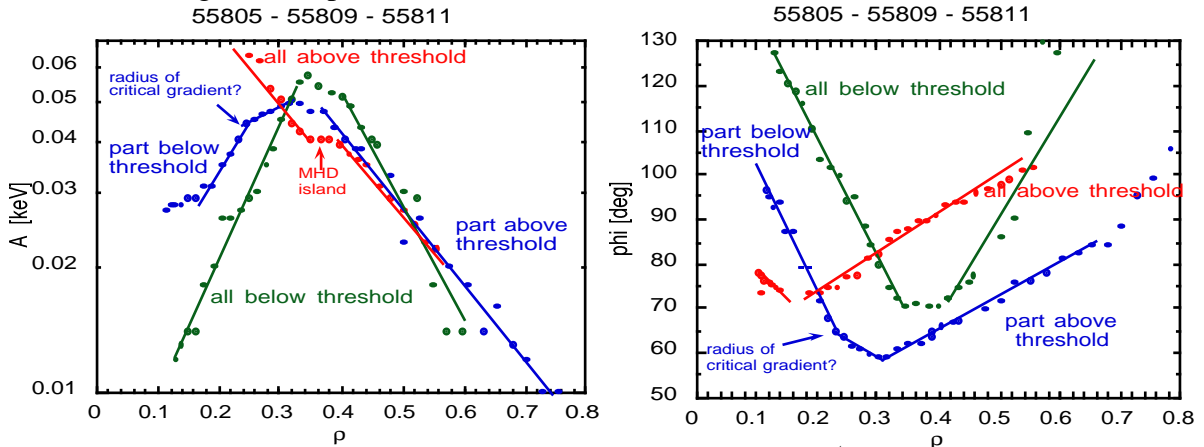 55805 - 55809 - 55811
0.06
0.05
0.04
0.03
0.02
0.01
A [keV]
all above threshold
radius of
critical gradient?
part below
threshold
MHD
island
part above
threshold
all below threshold
0 0.1 0.2 0.3 0.4 0.5 0.6 0.7 0.8
ρ
55805 - 55809 - 55811
130
120
110
100
90
80
70
60
50
phi [deg]
all below threshold
part below
threshold
all above threshold
part above
threshold
radius of
critical gradient?
0 0.1 0.2 0.3 0.4 0.5 0.6 0.7 0.8
ρ